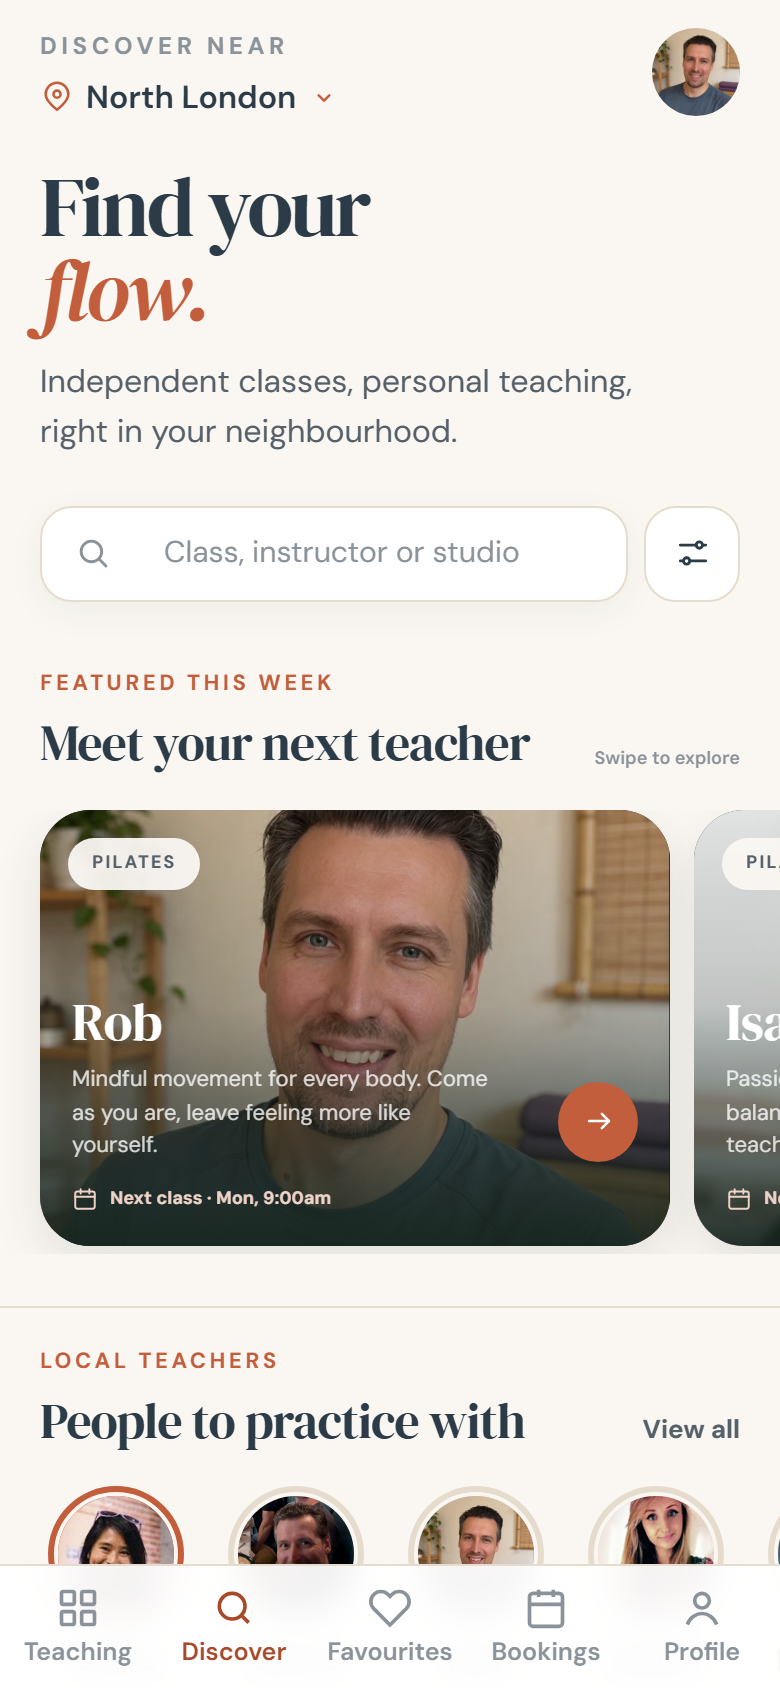 DISCOVER NEAR
North London
Find your
flow.
Independent classes, personal teaching,
right in your neighbourhood.
Class, instructor or studio
FEATURED THIS WEEK
Meet your next teacher
Swipe to explore
PILATES
Rob
Mindful movement for every body. Come
as you are, leave feeling more like
yourself.
Next class · Mon, 9:00am
LOCAL TEACHERS
People to practice with
View all
Teaching
Discover
Favourites
Bookings
Profile